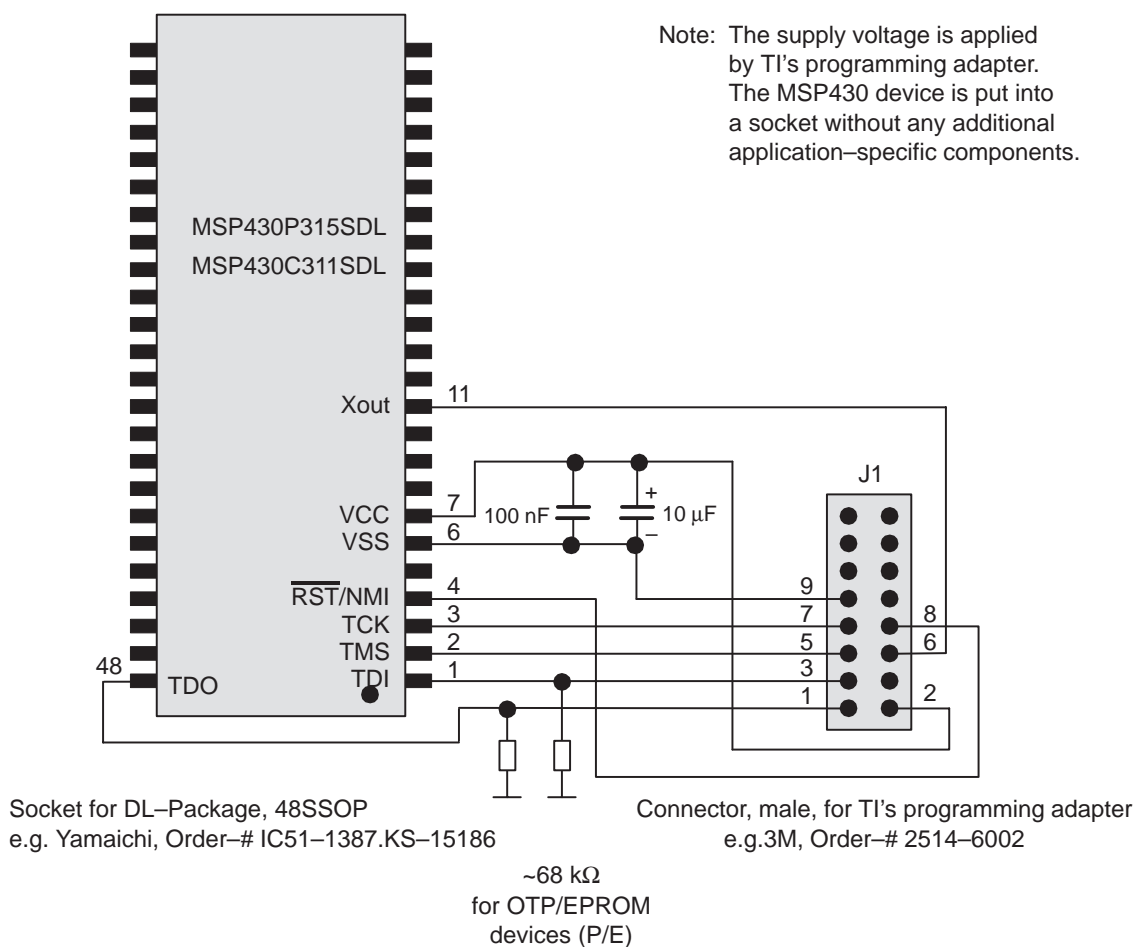 Note: The supply voltage is applied
by TI's programming adapter.
The MSP430 device is put into
a socket without any additional
application–specific components.
MSP430P315SDL
MSP430C311SDL
Xout
11
J1
VCC
7
100 nF
+
10 μF
VSS
6
–
RST/NMI
4
9
TCK
3
7
8
TMS
2
5
6
48
TDO
TDI
1
3
1
2
Socket for DL–Package, 48SSOP
e.g. Yamaichi, Order–# IC51–1387.KS–15186
Connector, male, for TI's programming adapter
e.g.3M, Order–# 2514–6002
~68 kΩ
for OTP/EPROM
devices (P/E)